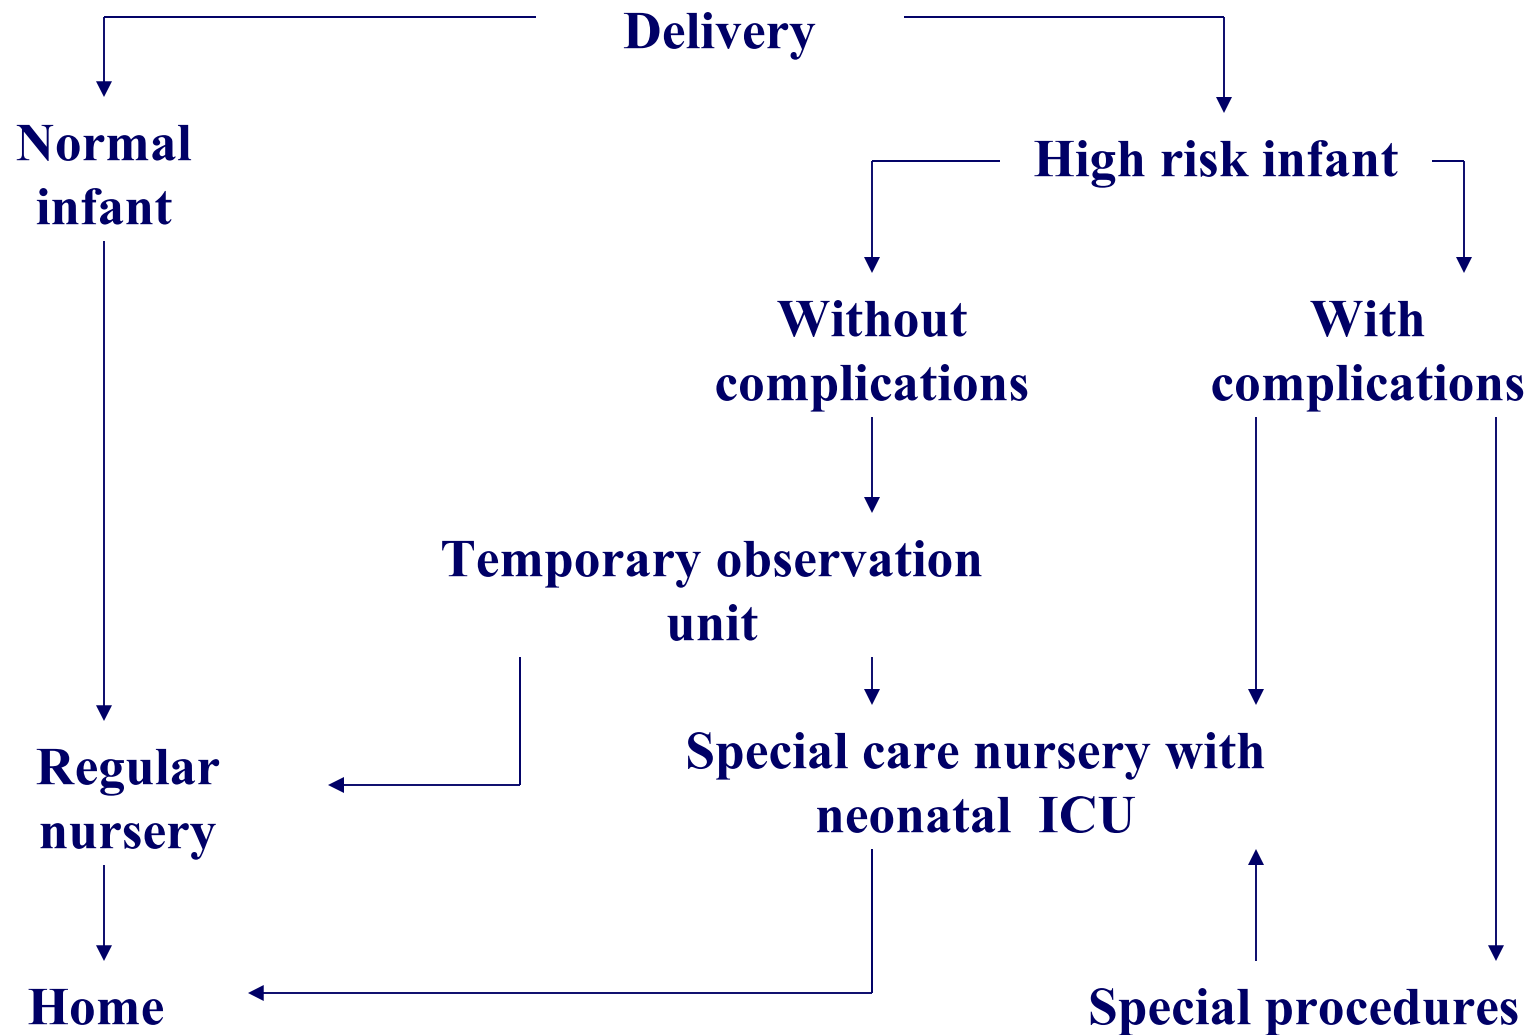 Delivery
Normal
infant
High risk infant
Without
complications
With
complications
Temporary observation
unit
Regular
nursery
Special care nursery with
neonatal ICU
Home
Special procedures